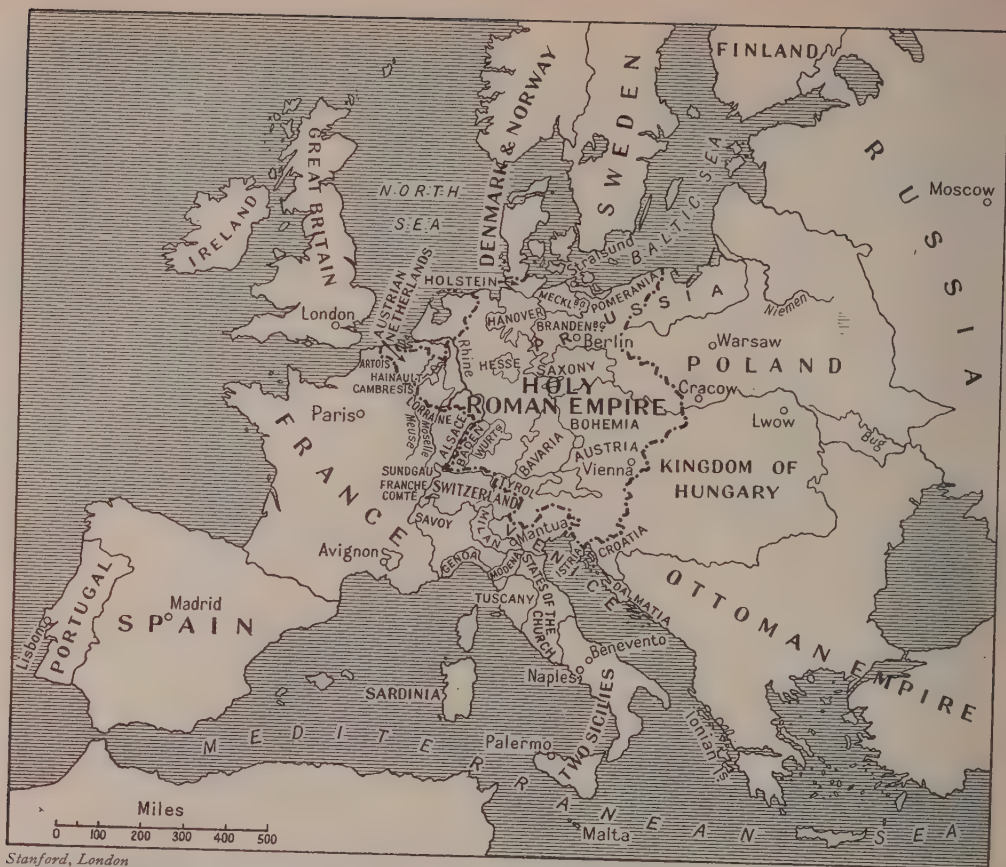 FINLAND
DENMARK & NORWAY
SWEDEN
RUSSIA
Moscow
GREAT BRITAIN
IRELAND
NORTH
SEA
BALTIC SEA
Stralsund
HOLSTEIN
AUSTRIAN
NETHERLANDS
London
MECKLBG
POMERANIA
HANOVER
BRANDENBG
PRUSSIA
Berlin
Niemen
Warsaw
POLAND
ARTOIS
HAINAULT
CAMBRESIS
Rhine
HESSE
SAXONY
HOLY
ROMAN EMPIRE
BOHEMIA
Cracow
Lwow
Bug
Paris
FRANCE
LORRAINE
Meuse
Moselle
ALSACE
BADEN
WURTG
BAVARIA
AUSTRIA
Vienna
KINGDOM OF
HUNGARY
SUNDGAU
FRANCHE
COMTÉ
SWITZERLAND
TYROL
SAVOY
MILAN
Mantua
VENICE
ISTRIA
CROATIA
DALMATIA
Avignon
GENOA
MODENA
TUSCANY
STATES OF THE
CHURCH
OTTOMAN EMPIRE
PORTUGAL
Lisbon
SPAIN
Madrid
Benevento
Naples
SARDINIA
TWO SICILIES
Palermo
Ionian Is.
MEDITERRANEAN SEA
Malta
Miles
0 100 200 300 400 500
Stanford, London